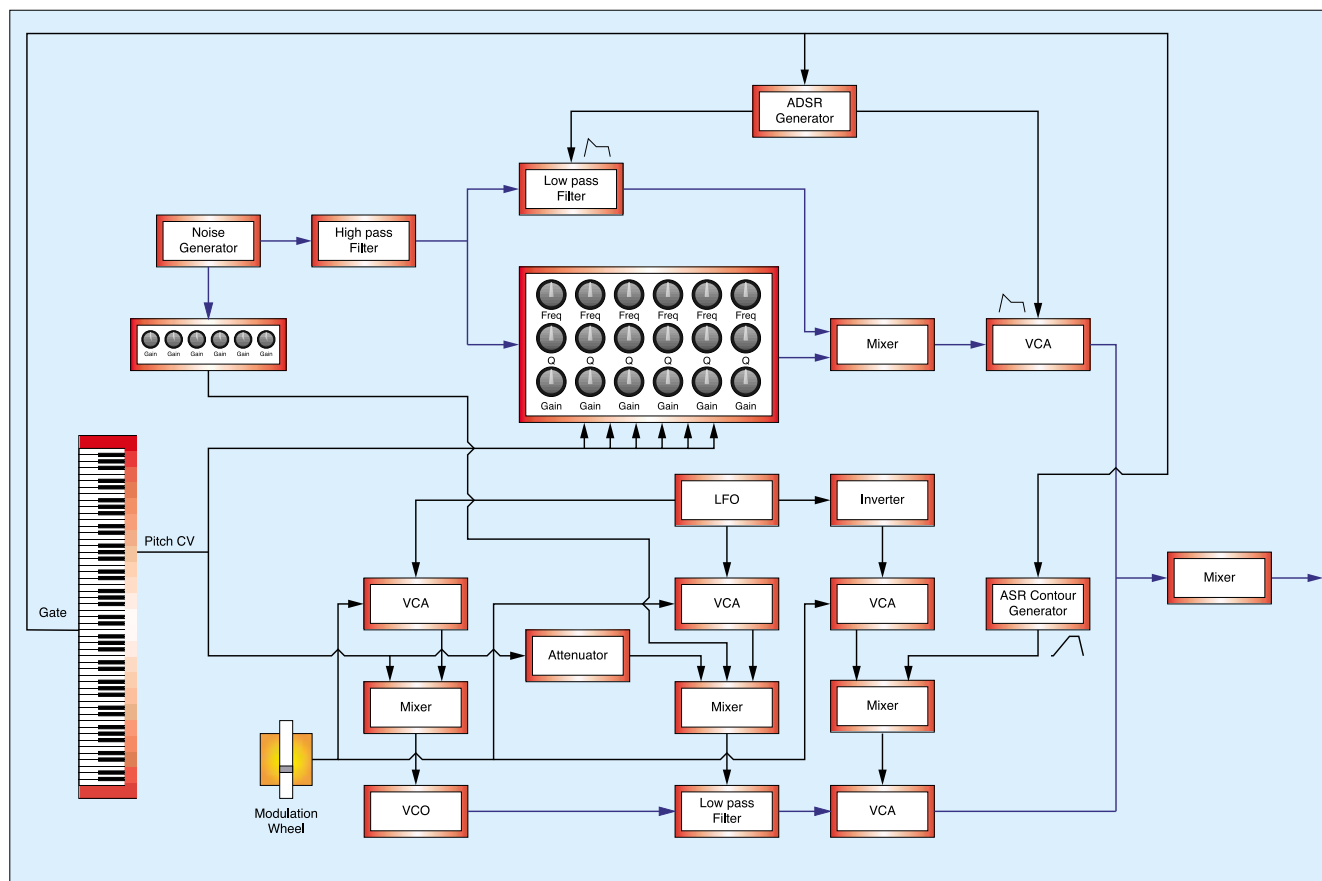 ADSR
Generator
Low pass
Filter
Noise
Generator
High pass
Filter
Freq Freq Freq Freq Freq Freq
Q Q Q Q Q Q
Gain Gain Gain Gain Gain Gain
Gain Gain Gain Gain Gain Gain
Mixer
VCA
LFO
Inverter
Pitch CV
Gate
VCA
VCA
VCA
ASR Contour
Generator
Mixer
Attenuator
Mixer
Mixer
Mixer
Modulation
Wheel
VCO
Low pass
Filter
VCA